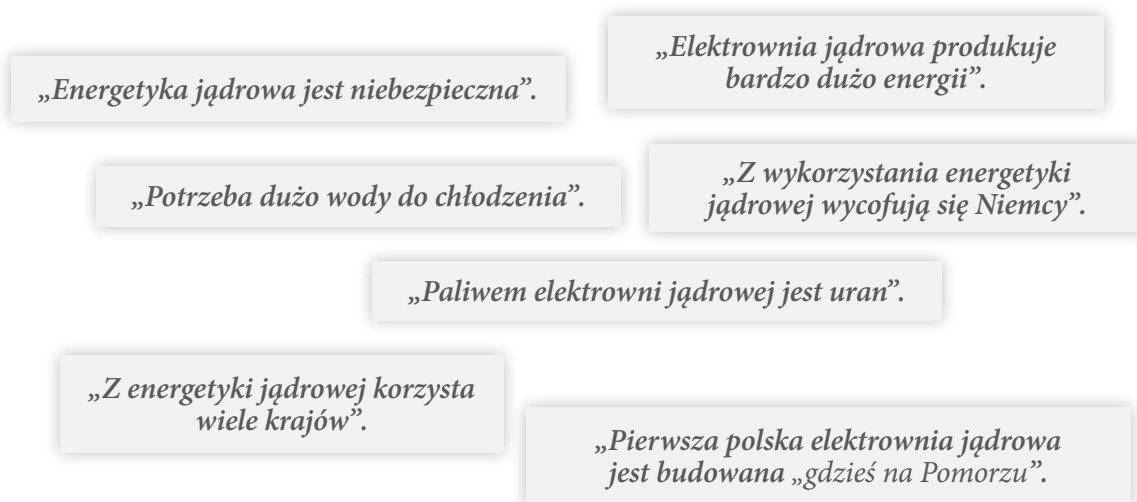 „Energetyka jądrowa jest niebezpieczna”.
„Elektrownia jądrowa produkuje
bardzo dużo energii”.
„Potrzeba dużo wody do chłodzenia”.
„Z wykorzystania energetyki
jądrowej wycofują się Niemcy”.
„Paliwem elektrowni jądrowej jest uran”.
„Z energetyki jądrowej korzysta
wiele krajów”.
„Pierwsza polska elektrownia jądrowa
jest budowana „gdzieś na Pomorzu”.